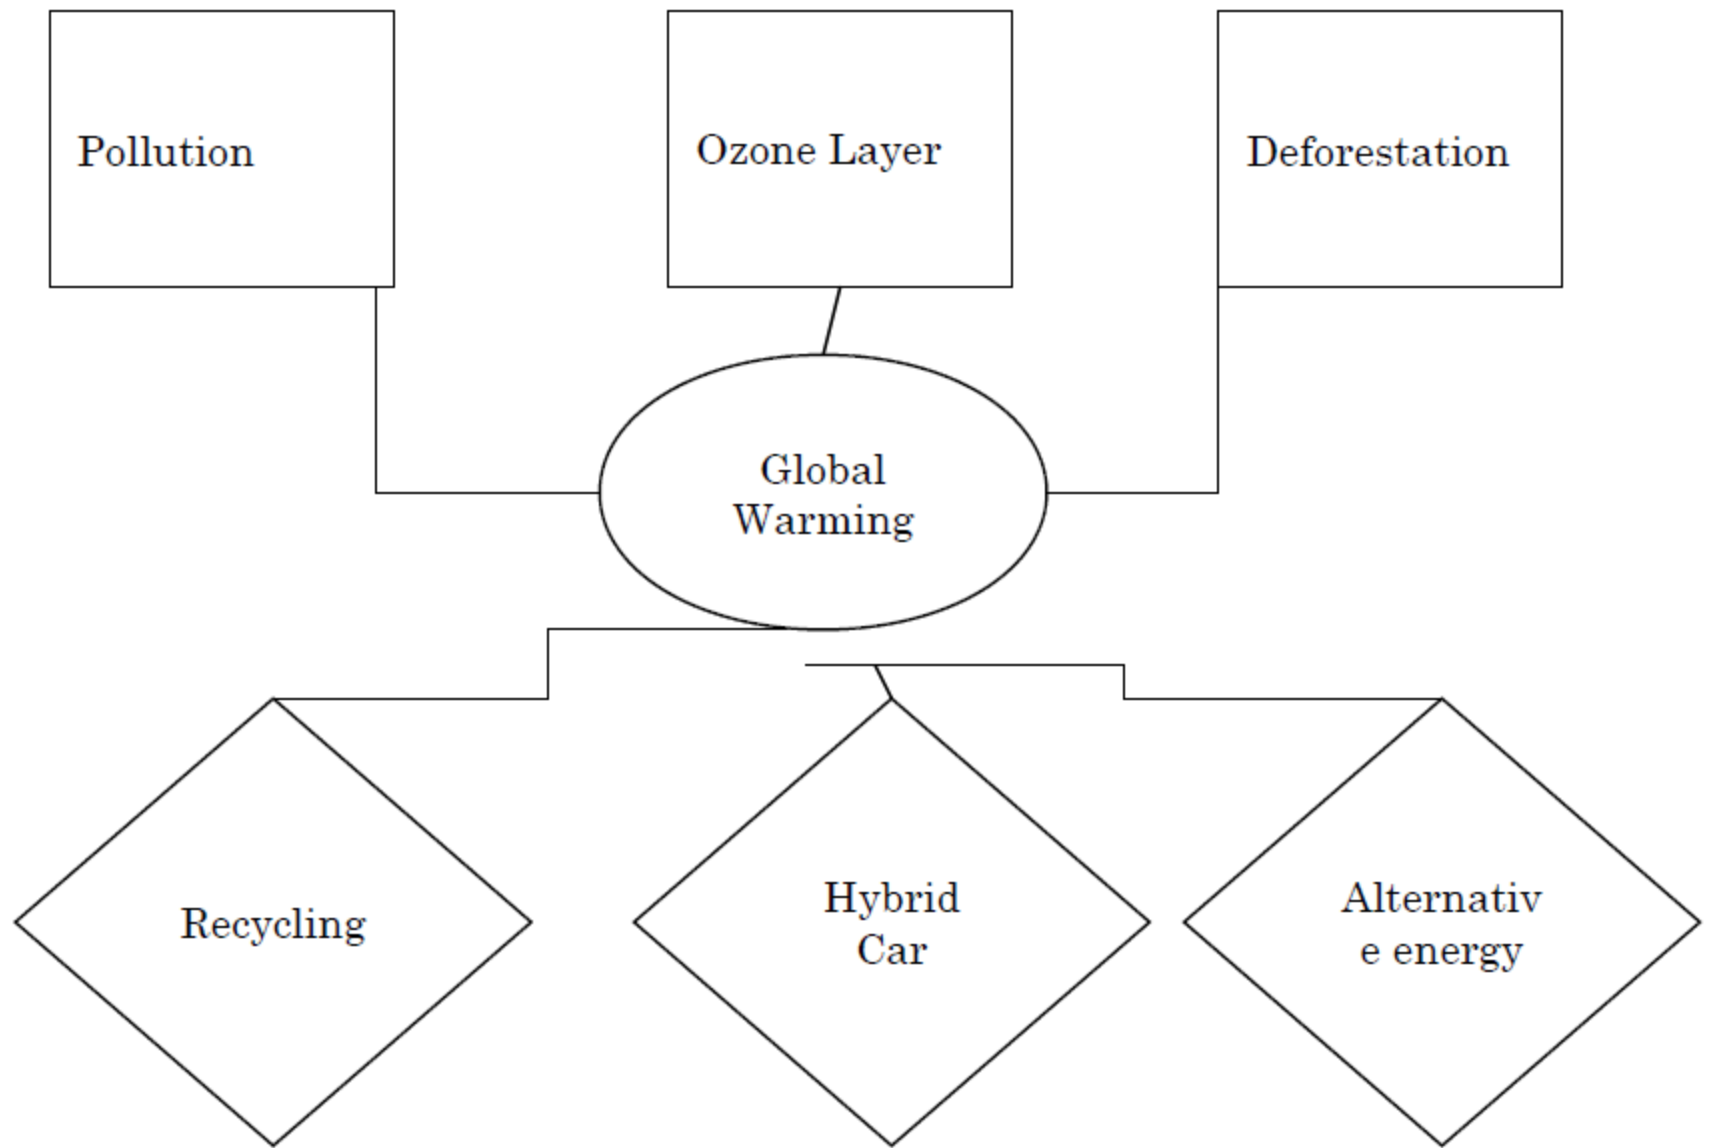 Pollution
Ozone Layer
Deforestation
Global
Warming
Recycling
Hybrid
Car
Alternativ
e energy